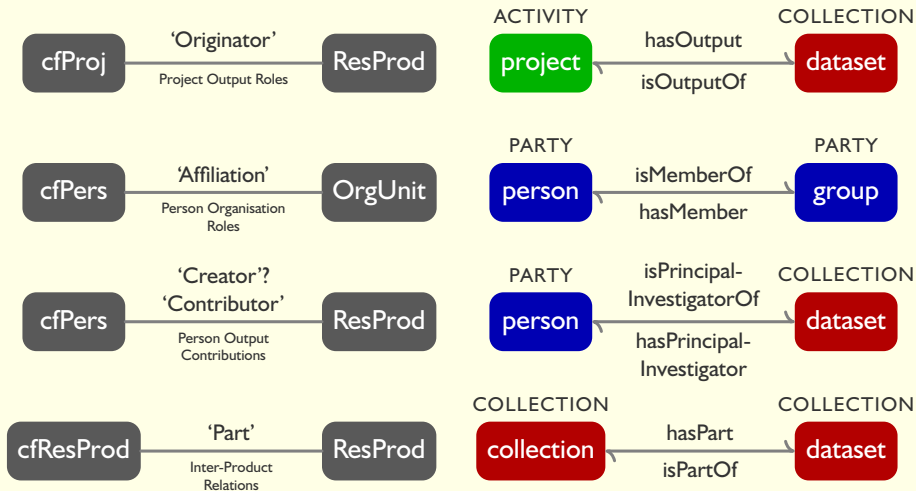 ACTIVITY
COLLECTION
cfProj
‘Originator’
Project Output Roles
ResProd
project
hasOutput
isOutputOf
dataset
PARTY
PARTY
cfPers
‘Affiliation’
Person Organisation
Roles
OrgUnit
person
isMemberOf
hasMember
group
PARTY
COLLECTION
cfPers
‘Creator’?
‘Contributor’
Person Output
Contributions
ResProd
person
isPrincipal-
InvestigatorOf
hasPrincipal-
Investigator
dataset
COLLECTION
COLLECTION
cfResProd
‘Part’
Inter-Product
Relations
ResProd
collection
hasPart
isPartOf
dataset